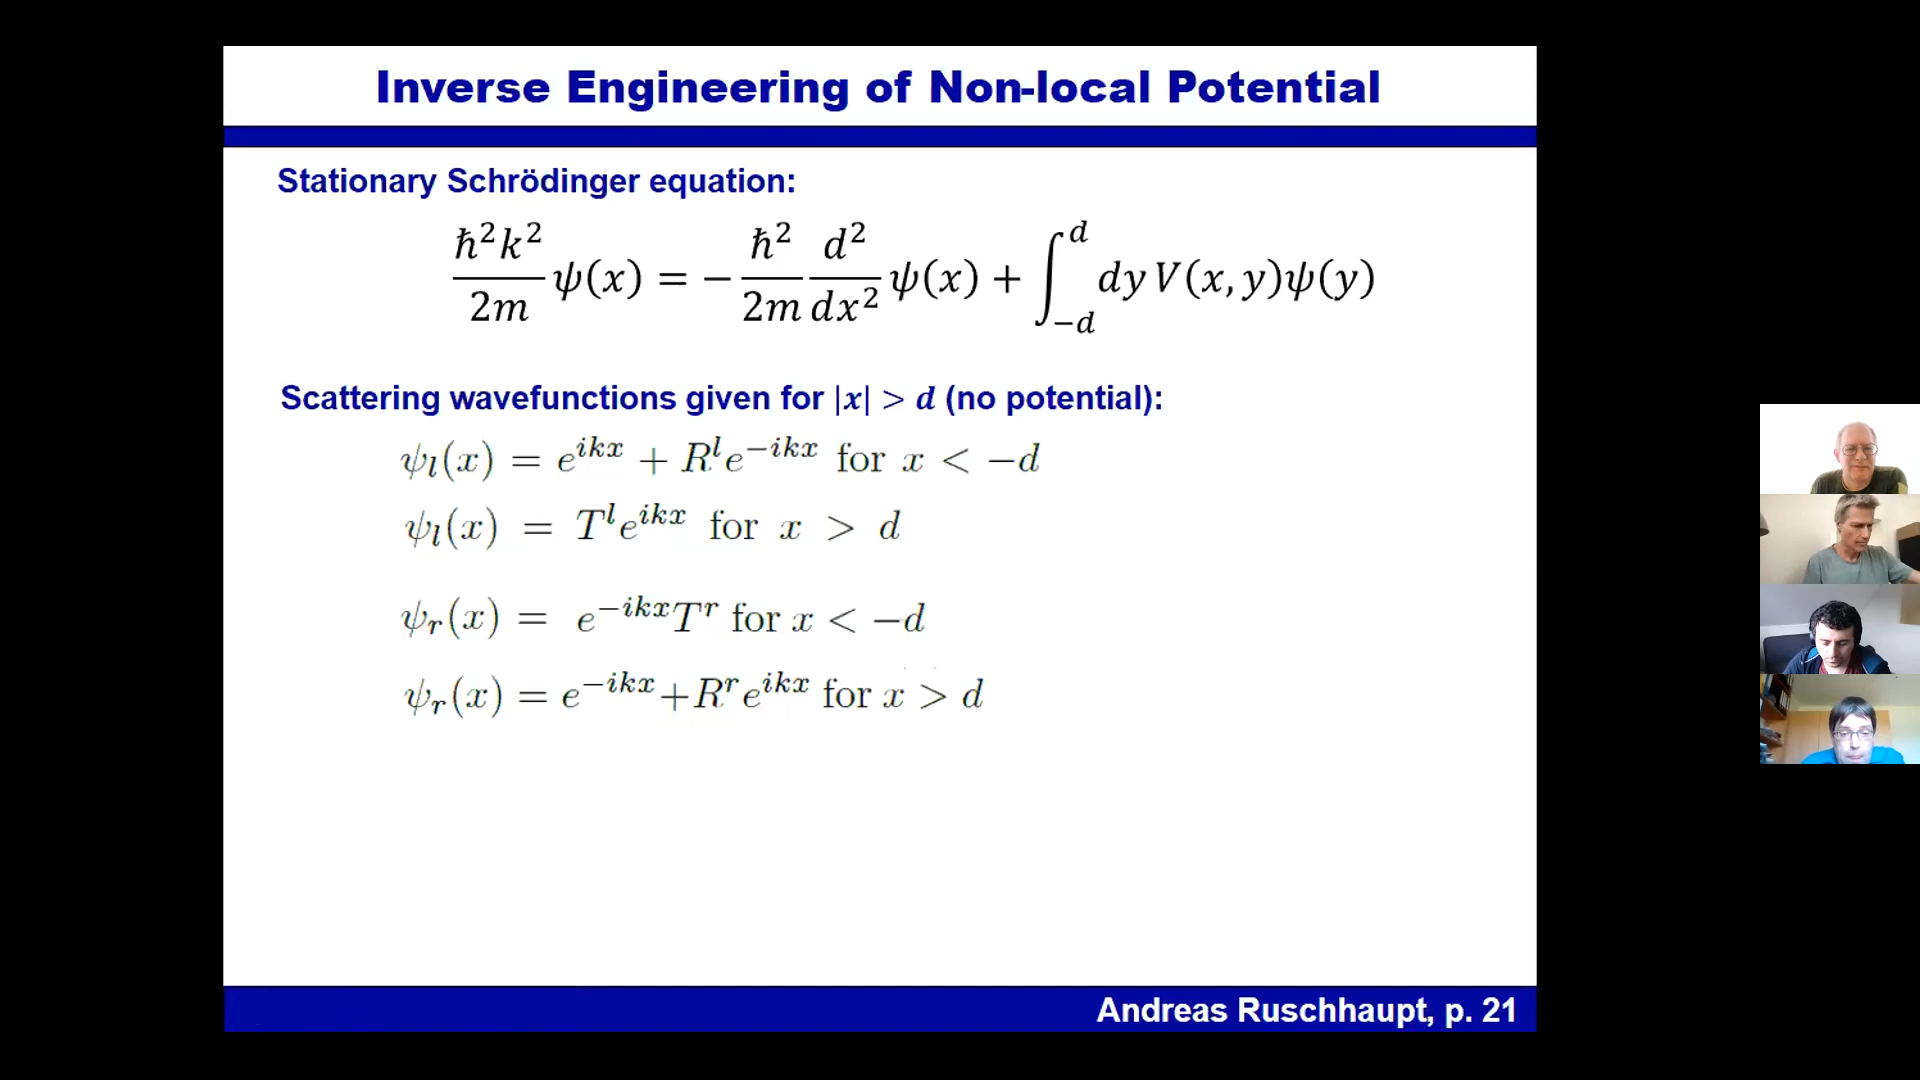 Inverse Engineering of Non-local Potential
Stationary Schrödinger equation:
ℏ²k²/2m ψ(x) = − ℏ²/2m d²/dx² ψ(x) + ∫_{−d}^{d} dy V(x, y)ψ(y)
Scattering wavefunctions given for |x| > d (no potential):
ψ_l(x) = e^{ikx} + R^l e^{−ikx} for x < −d
ψ_l(x) = T^l e^{ikx} for x > d
ψ_r(x) = e^{−ikx} T^r for x < −d
ψ_r(x) = e^{−ikx} + R^r e^{ikx} for x > d
Andreas Ruschhaupt, p. 21